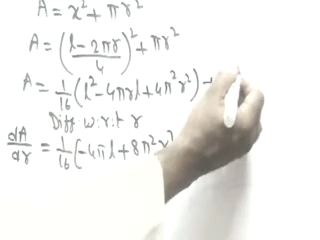 A = x² + πr²
A = (l - 2πr / 4)² + πr²
A = 1/16 (l² - 4πrl + 4π²r²) +
Diff w.r.t r
dA/dr = 1/16 (-4πl + 8π²r